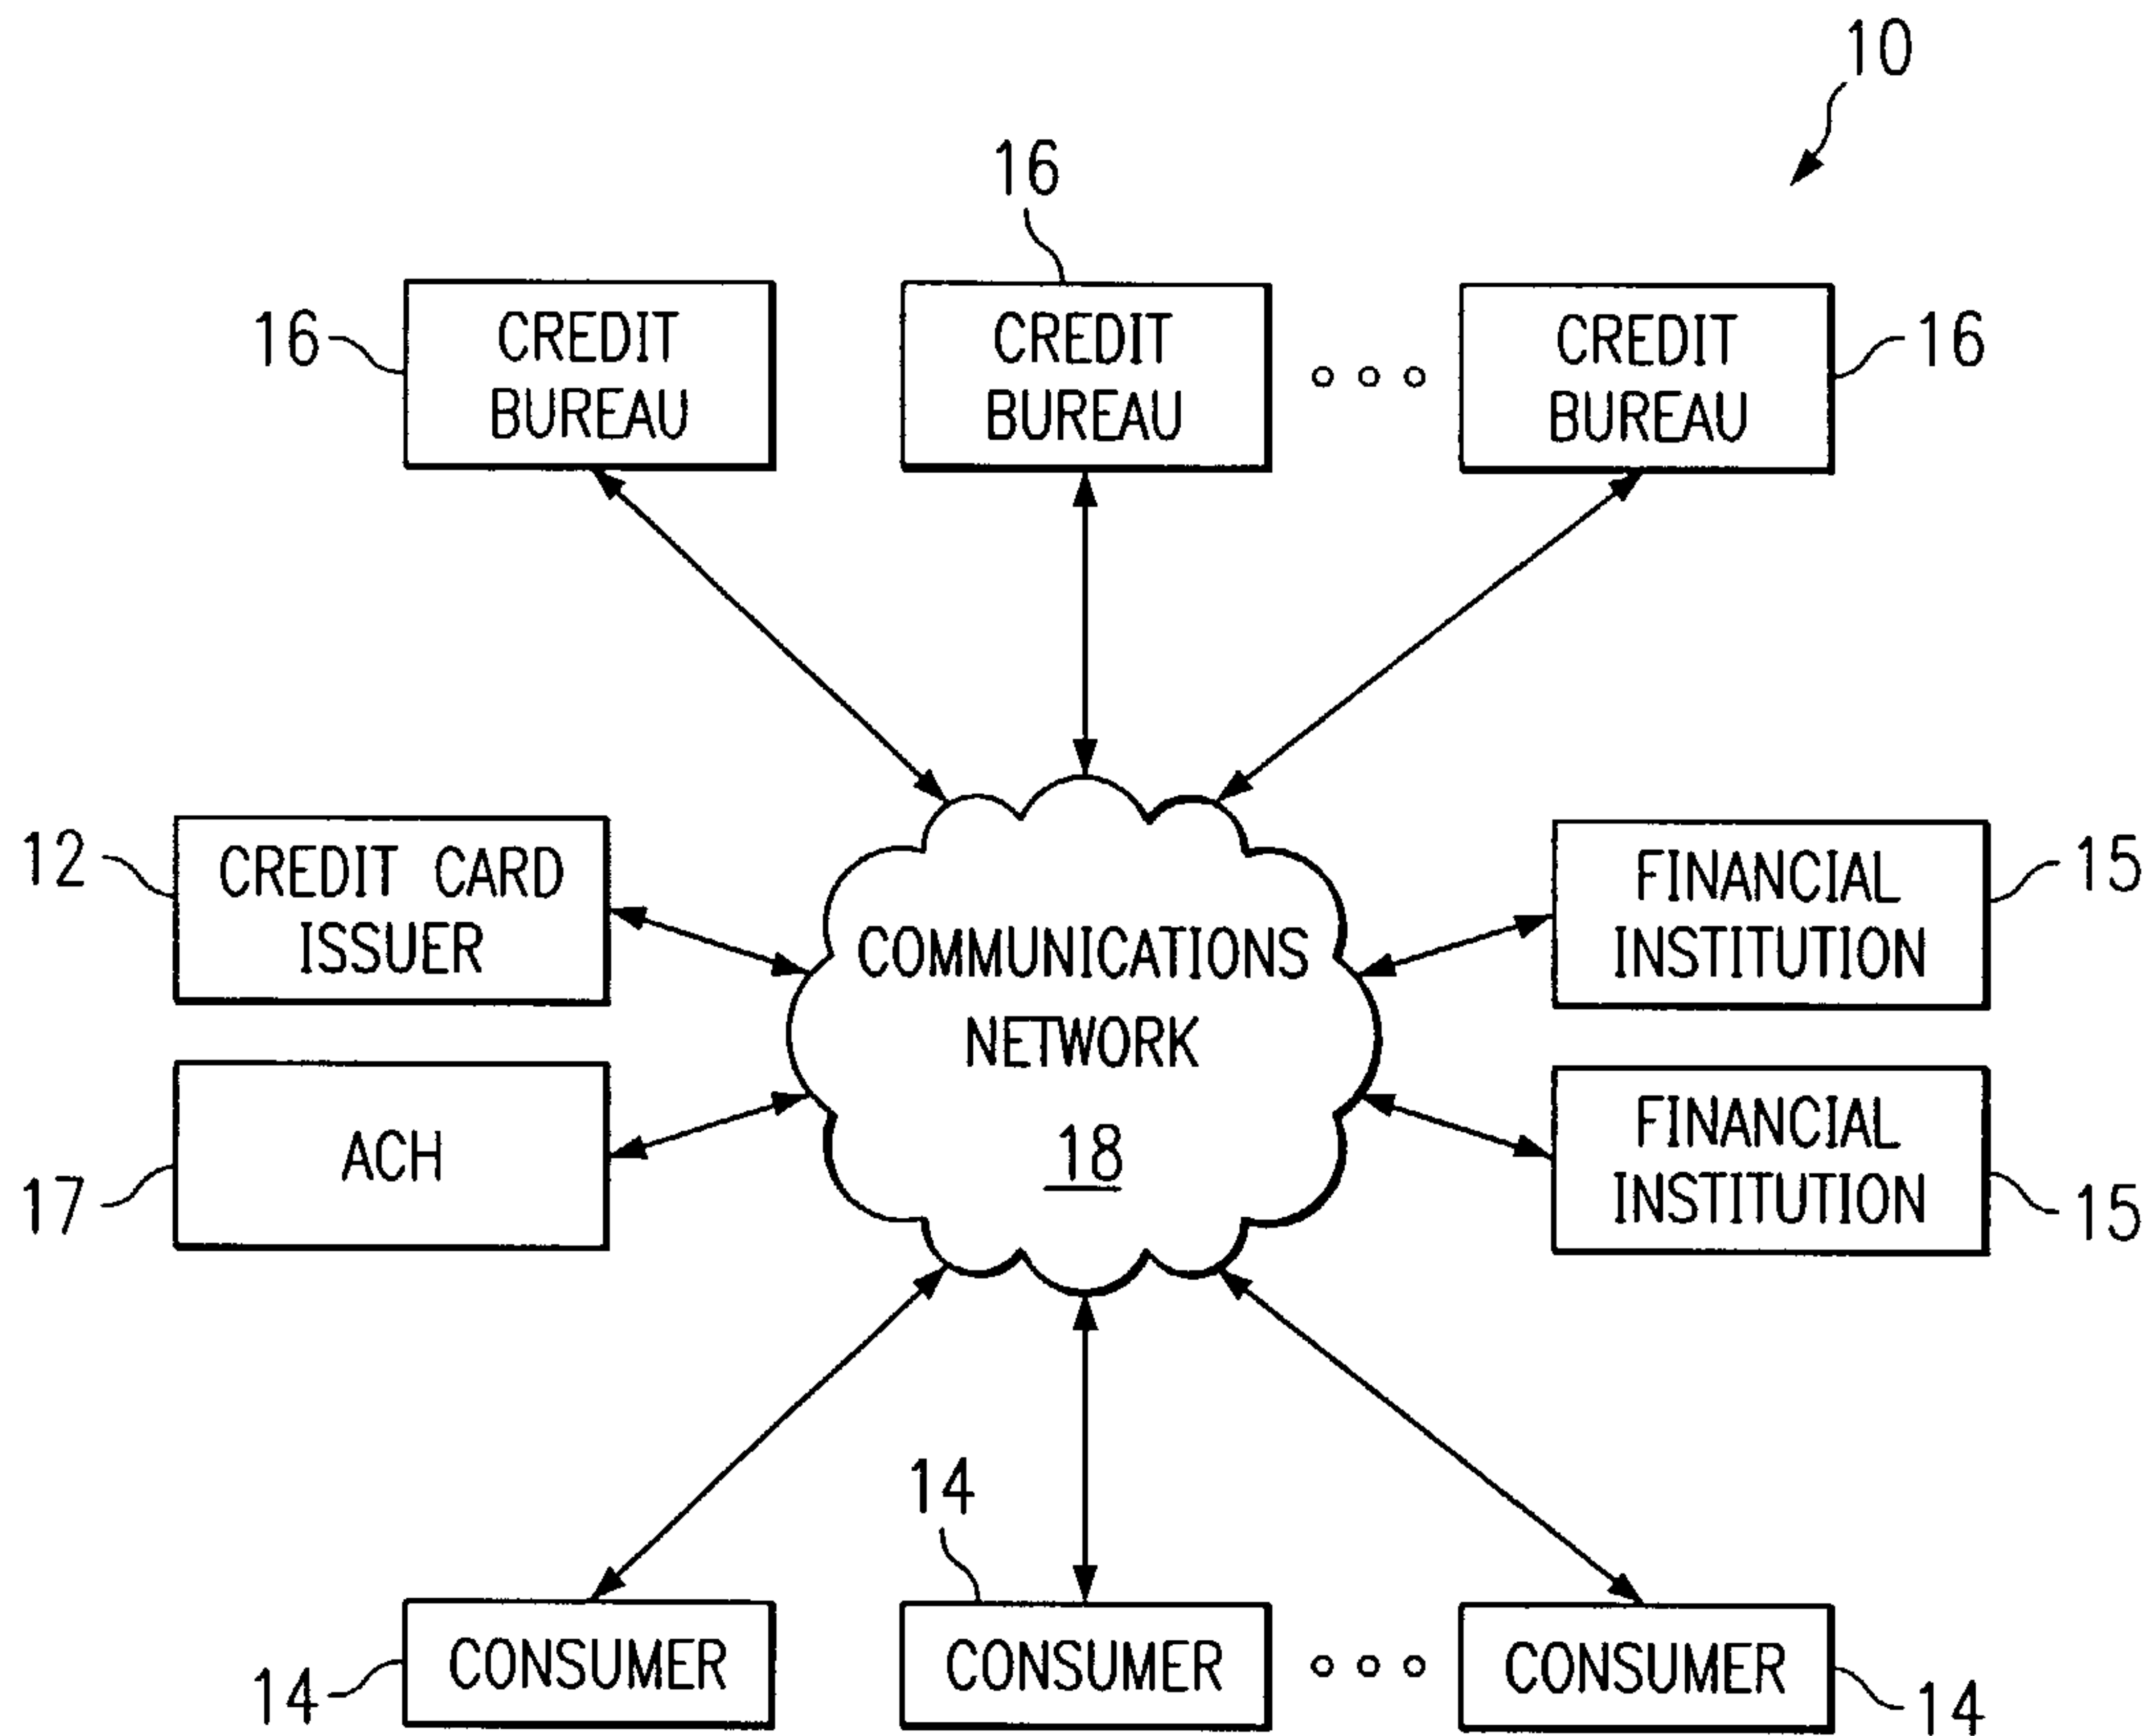 10
16
16
CREDIT
BUREAU
CREDIT
BUREAU
CREDIT
BUREAU
16
12
CREDIT CARD
ISSUER
COMMUNICATIONS
NETWORK
18
FINANCIAL
INSTITUTION
15
17
ACH
FINANCIAL
INSTITUTION
15
14
14
CONSUMER
CONSUMER
CONSUMER
14